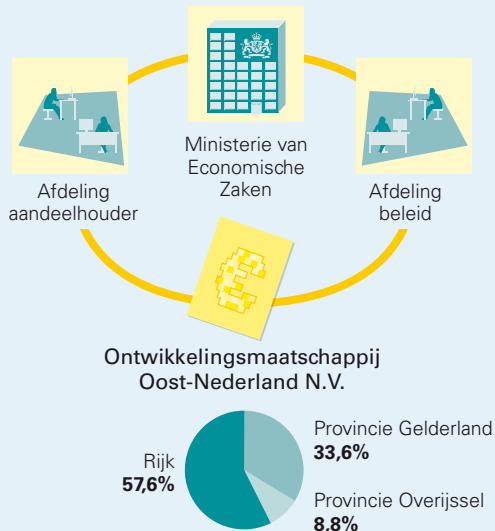 Ministerie van
Economische
Zaken
Afdeling
aandeelhouder
Afdeling
beleid
Ontwikkelingsmaatschappij
Oost-Nederland N.V.
Rijk
57,6%
Provincie Gelderland
33,6%
Provincie Overijssel
8,8%